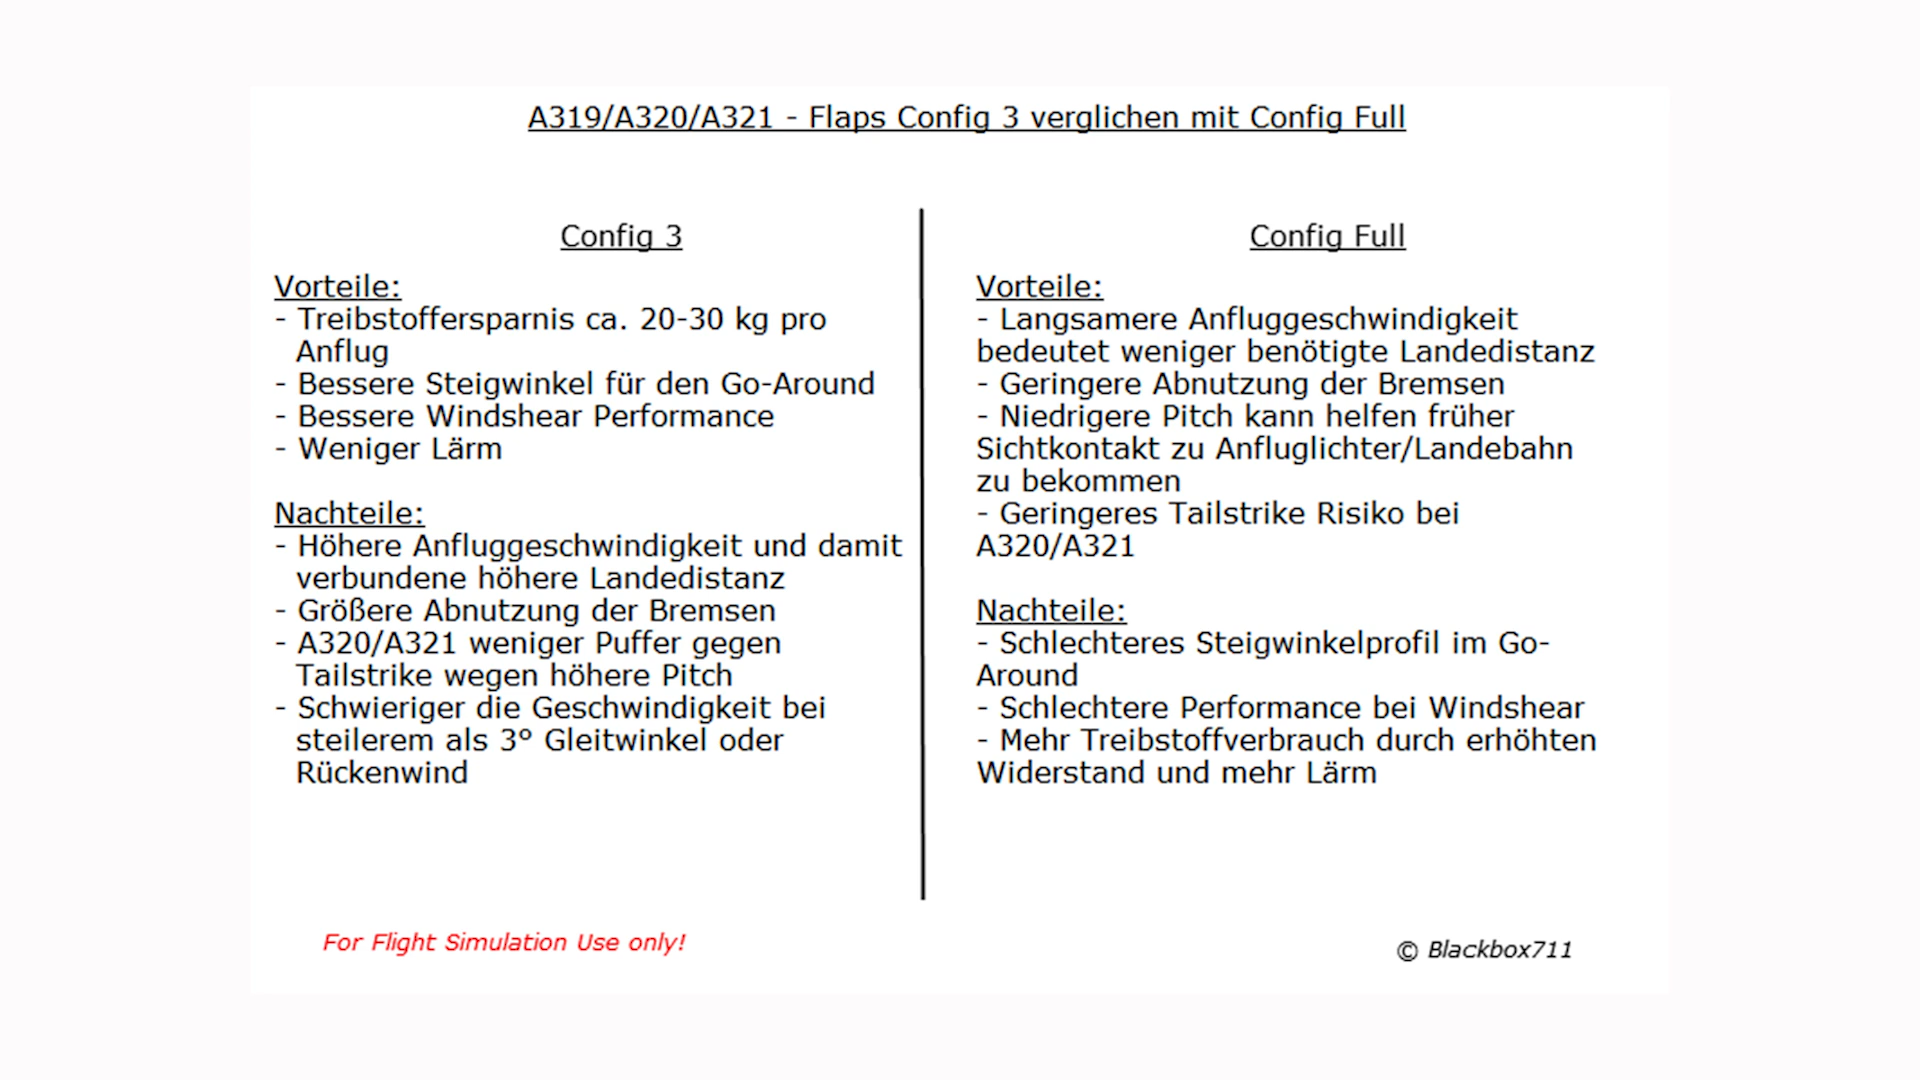 A319/A320/A321 - Flaps Config 3 verglichen mit Config Full
Config 3
Vorteile:
- Treibstoffersparnis ca. 20-30 kg pro
Anflug
- Bessere Steigwinkel für den Go-Around
- Bessere Windshear Performance
- Weniger Lärm
Nachteile:
- Höhere Anfluggeschwindigkeit und damit
verbundene höhere Landedistanz
- Größere Abnutzung der Bremsen
- A320/A321 weniger Puffer gegen
Tailstrike wegen höhere Pitch
- Schwieriger die Geschwindigkeit bei
steilerem als 3° Gleitwinkel oder
Rückenwind
Config Full
Vorteile:
- Langsamere Anfluggeschwindigkeit
bedeutet weniger benötigte Landedistanz
- Geringere Abnutzung der Bremsen
- Niedrigere Pitch kann helfen früher
Sichtkontakt zu Anfluglichter/Landebahn
zu bekommen
- Geringeres Tailstrike Risiko bei
A320/A321
Nachteile:
- Schlechteres Steigwinkelprofil im Go-
Around
- Schlechtere Performance bei Windshear
- Mehr Treibstoffverbrauch durch erhöhten
Widerstand und mehr Lärm
For Flight Simulation Use only!
© Blackbox711